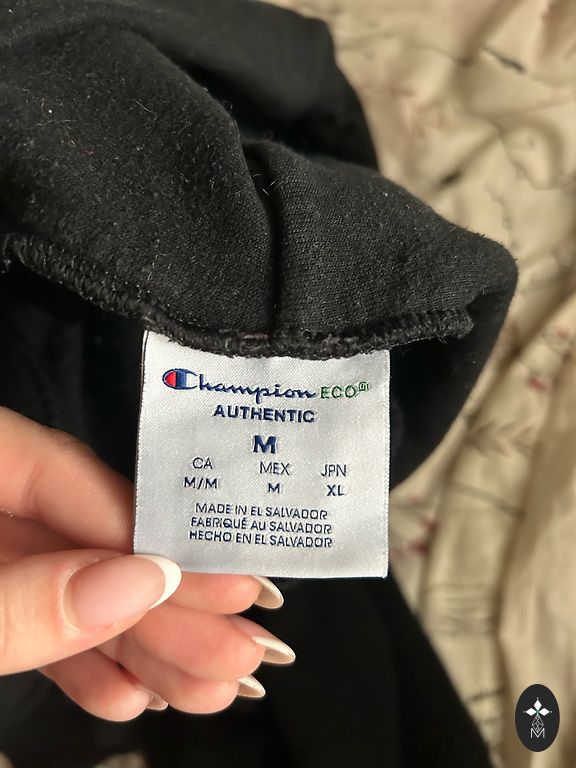 Champion ECO
AUTHENTIC
M
CA MEX JPN
M/M M XL
MADE IN EL SALVADOR
FABRIQUÉ AU SALVADOR
HECHO EN EL SALVADOR
M